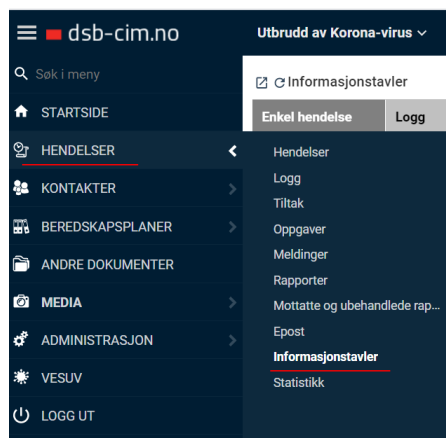 dsb-cim.no
Utbrudd av Korona-virus
Søk i meny
Informasjonstavler
STARTSIDE
Enkel hendelse
Logg
HENDELSER
Hendelser
Logg
KONTAKTER
Tiltak
BEREDSKAPSPLANER
Oppgaver
Meldinger
ANDRE DOKUMENTER
Rapporter
MEDIA
Mottatte og ubehandlede rap...
Epost
ADMINISTRASJON
Informasjonstavler
VESUV
Statistikk
LOGG UT